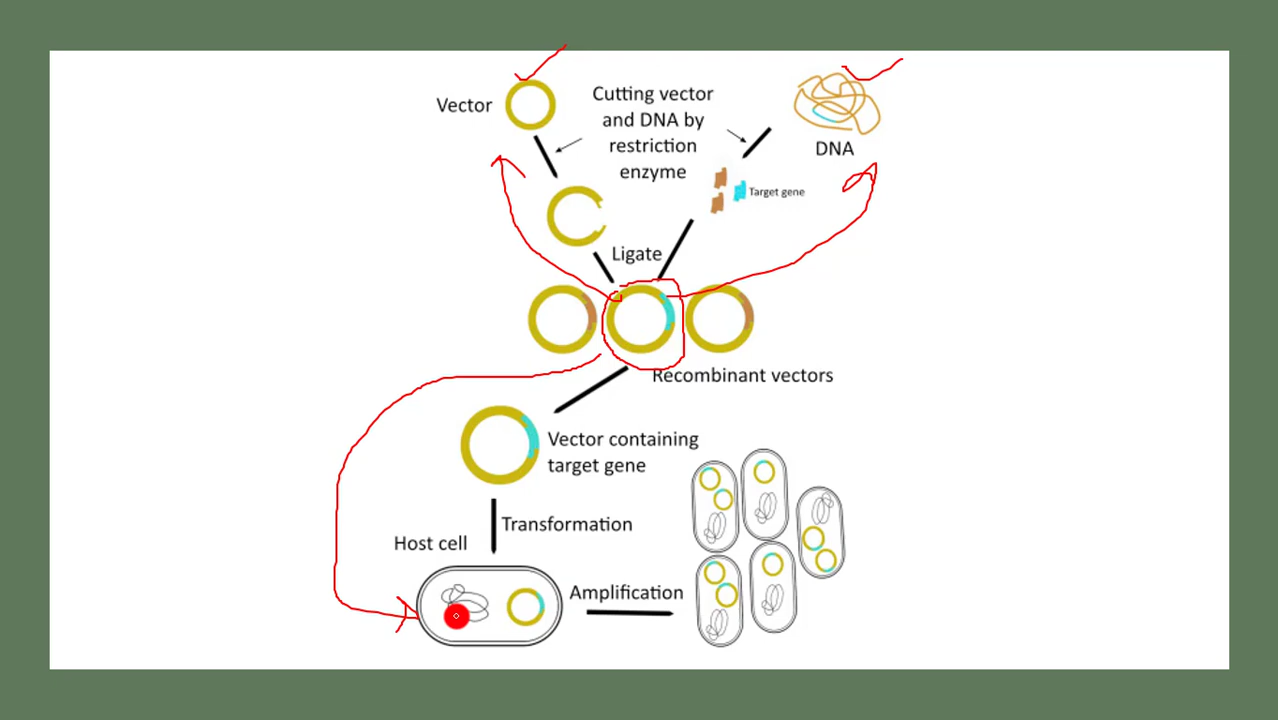 Vector
Cutting vector
and DNA by
restriction
enzyme
DNA
Target gene
Ligate
Recombinant vectors
Vector containing
target gene
Transformation
Host cell
Amplification